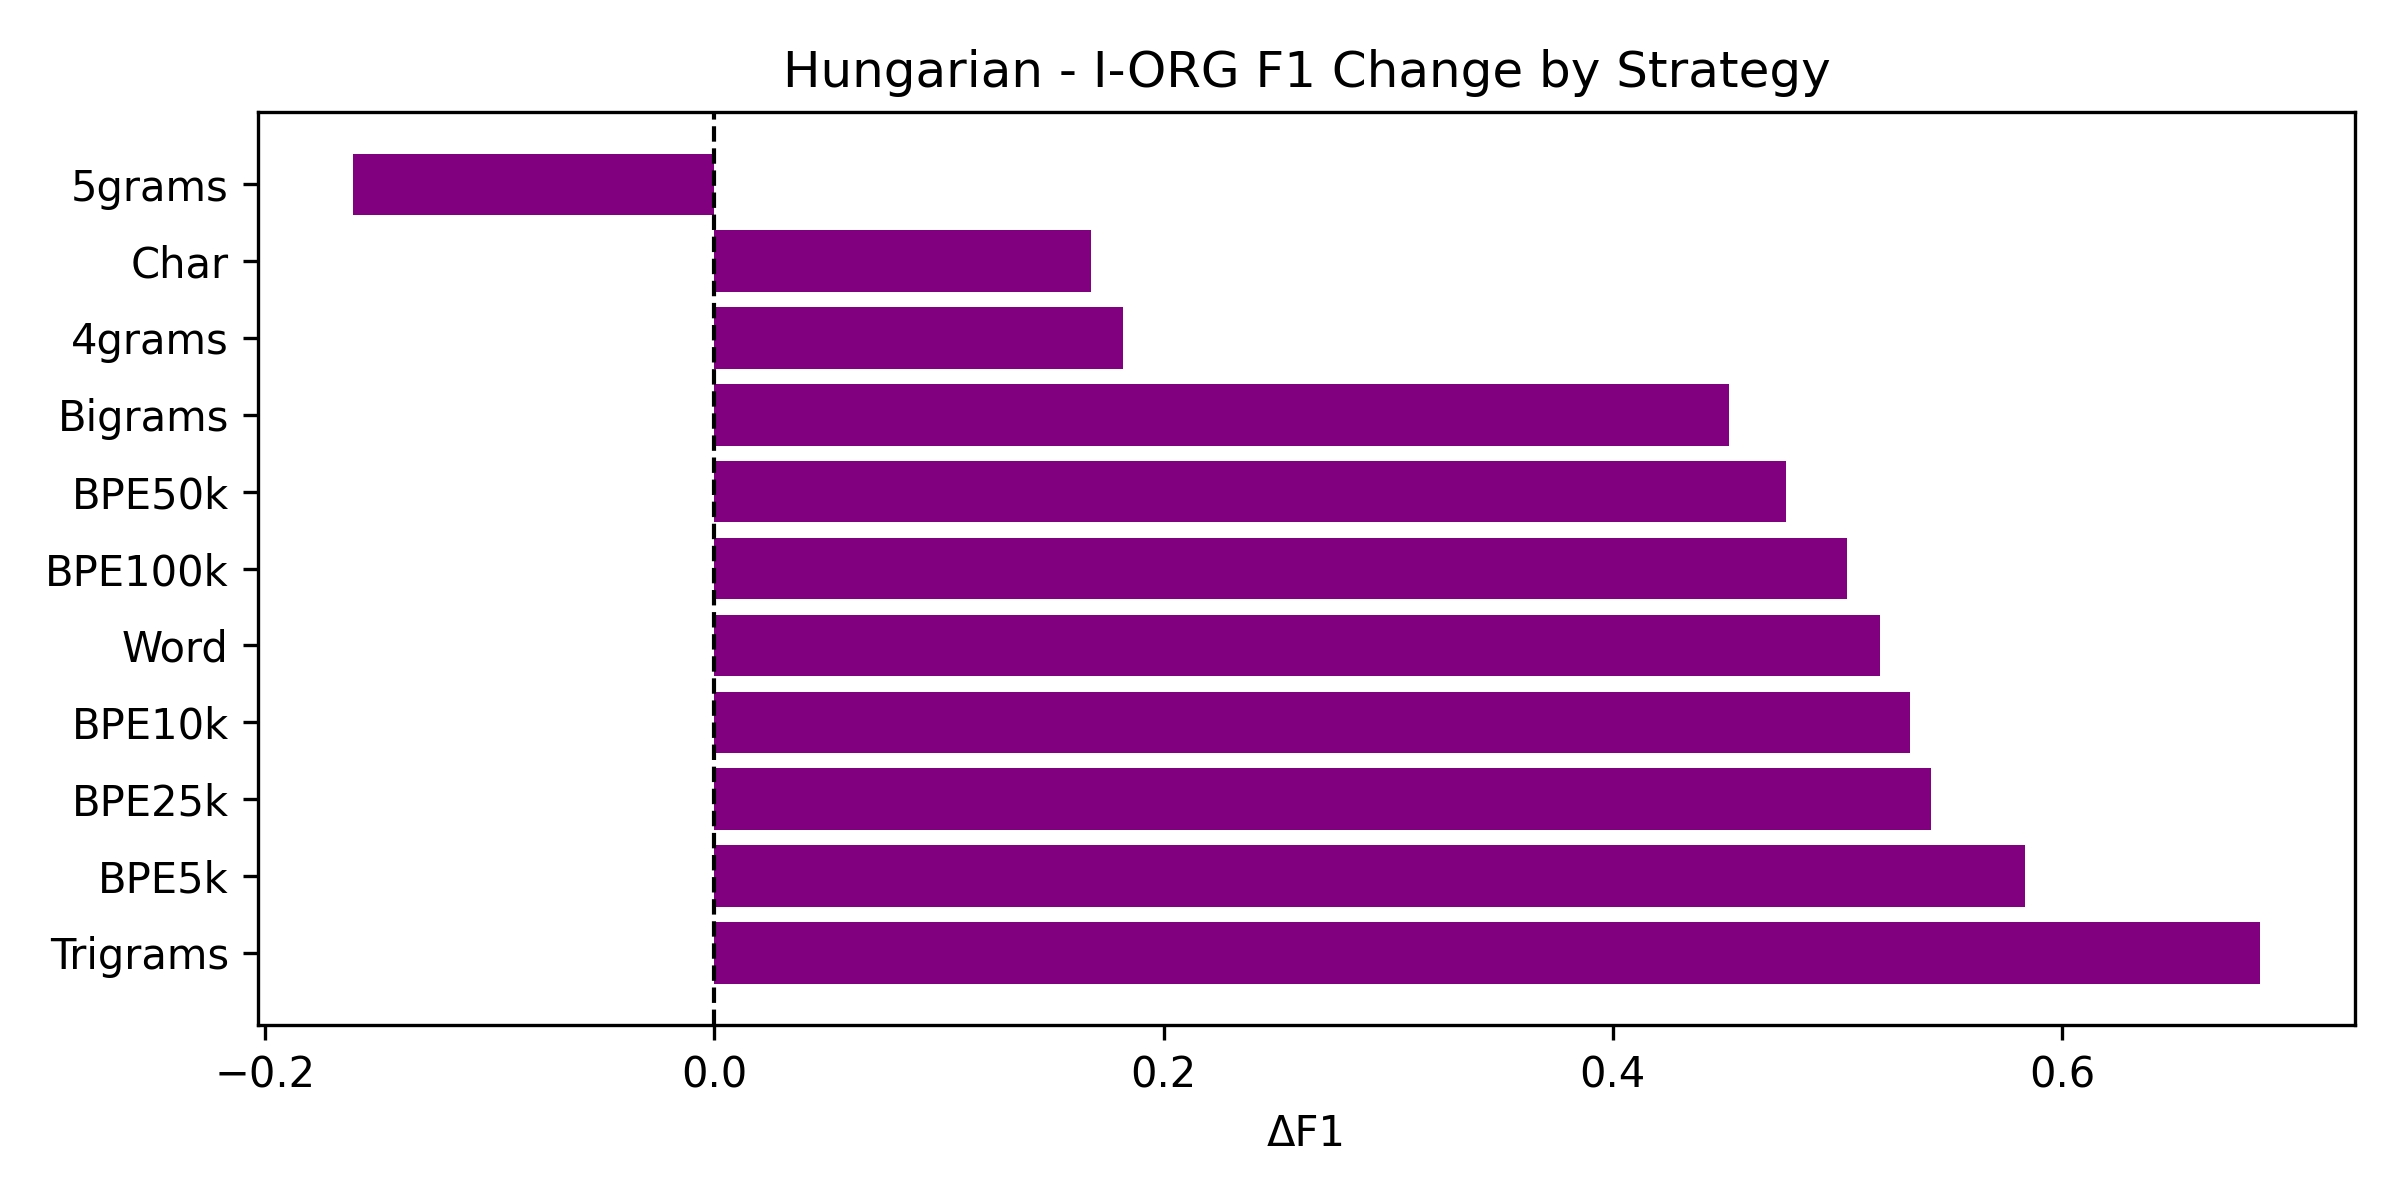 Hungarian - I-ORG F1 Change by Strategy
5grams
Char
4grams
Bigrams
BPE50k
BPE100k
Word
BPE10k
BPE25k
BPE5k
Trigrams
−0.2 0.0 0.2 0.4 0.6
ΔF1